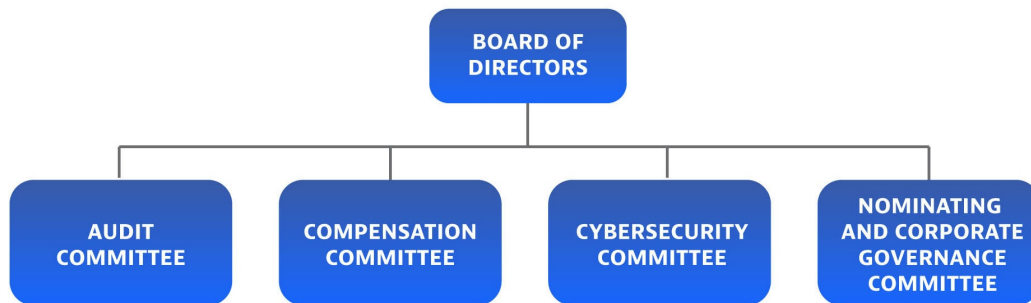 BOARD OF
DIRECTORS
AUDIT
COMMITTEE
COMPENSATION
COMMITTEE
CYBERSECURITY
COMMITTEE
NOMINATING
AND CORPORATE
GOVERNANCE
COMMITTEE